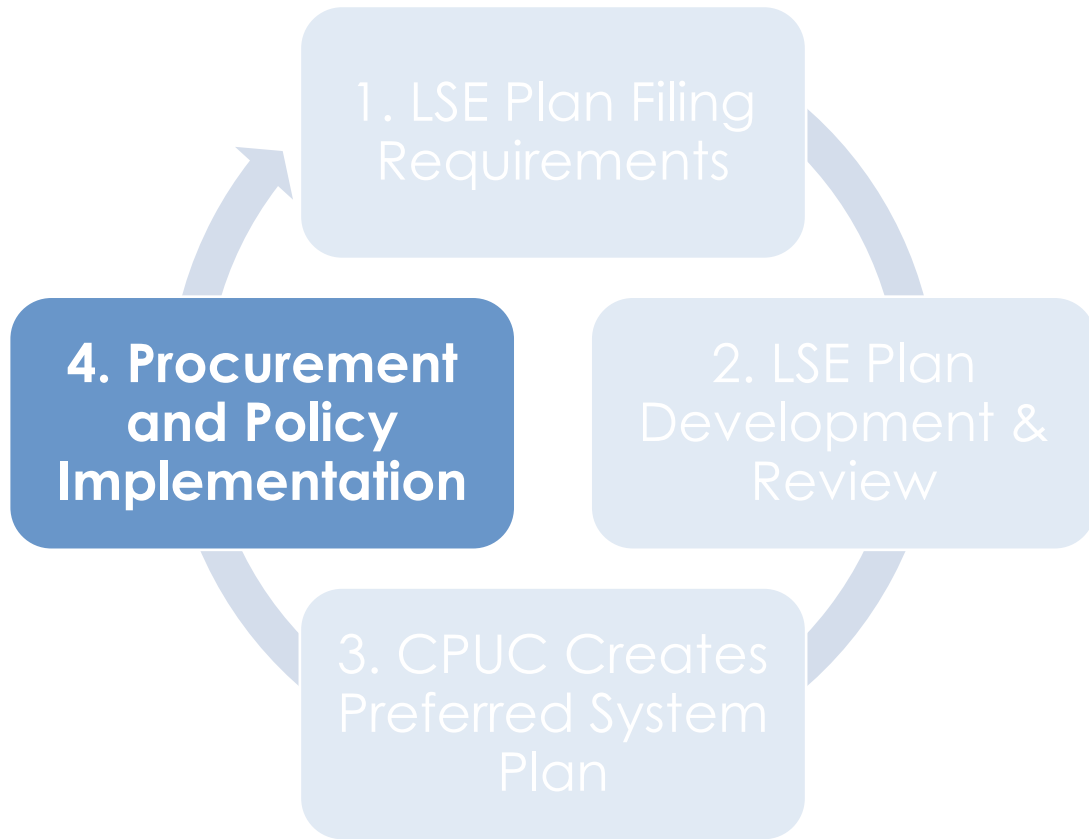 1. LSE Plan Filing
Requirements
4. Procurement
and Policy
Implementation
2. LSE Plan
Development &
Review
3. CPUC Creates
Preferred System
Plan